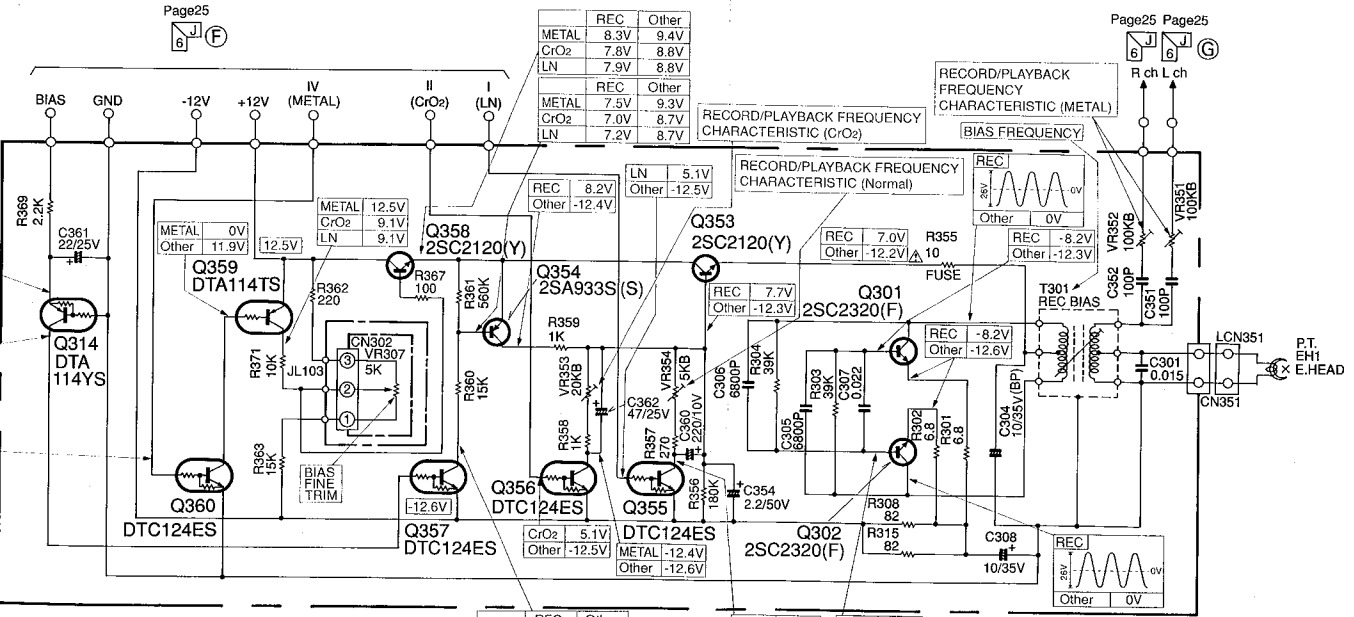 Page25
J
6
F
Page25 Page25
J
6
J
6
G
R ch L ch
REC Other
METAL 8.3V 9.4V
CrO2 7.8V 8.8V
LN 7.9V 8.8V
REC Other
METAL 7.5V 9.3V
CrO2 7.0V 8.7V
LN 7.2V 8.7V
BIAS
GND
-12V
+12V
IV
(METAL)
II
(CrO2)
I
(LN)
RECORD/PLAYBACK
FREQUENCY
CHARACTERISTIC (METAL)
RECORD/PLAYBACK FREQUENCY
CHARACTERISTIC (CrO2)
BIAS FREQUENCY
RECORD/PLAYBACK FREQUENCY
CHARACTERISTIC (Normal)
REC
26V
0V
Other 0V
LN 5.1V
Other -12.5V
REC 8.2V
Other -12.4V
R369
2.2K
C361
22/25V
METAL 0V
Other 11.9V
12.5V
METAL 12.5V
CrO2 9.1V
LN 9.1V
Q358
2SC2120(Y)
Q353
2SC2120(Y)
REC 7.0V
Other -12.2V
R355
10
FUSE
REC -8.2V
Other -12.3V
VR352
100KB
VR351
100KB
Q359
DTA114TS
R362
220
R367
100
R361
560K
Q354
2SA933S(S)
REC 7.7V
Other -12.3V
Q301
2SC2320(F)
T301
REC BIAS
C352
100P
C351
100P
Q314
DTA
114YS
R371
10K
JL103
CN302
VR307
5K
3
2
1
R359
1K
VR353
20KB
VR354
5KB
C306
6800P
R304
39K
REC -8.2V
Other -12.6V
R303
39K
C307
0.022
C305
6800P
R302
6.8
R301
6.8
C304
10/35V(BP)
C301
0.015
LCN351
CN351
P.T.
EH1
E.HEAD
R360
15K
C362
47/25V
R358
1K
R357
270
C360
220/10V
R363
15K
BIAS
FINE
TRIM
Q360
DTC124ES
-12.6V
Q357
DTC124ES
Q356
DTC124ES
Q355
DTC124ES
R356
180K
C354
2.2/50V
Q302
2SC2320(F)
R308
82
R315
82
C308
10/35V
CrO2 5.1V
Other -12.5V
METAL -12.4V
Other -12.6V
REC
26V
0V
Other 0V
REC Other